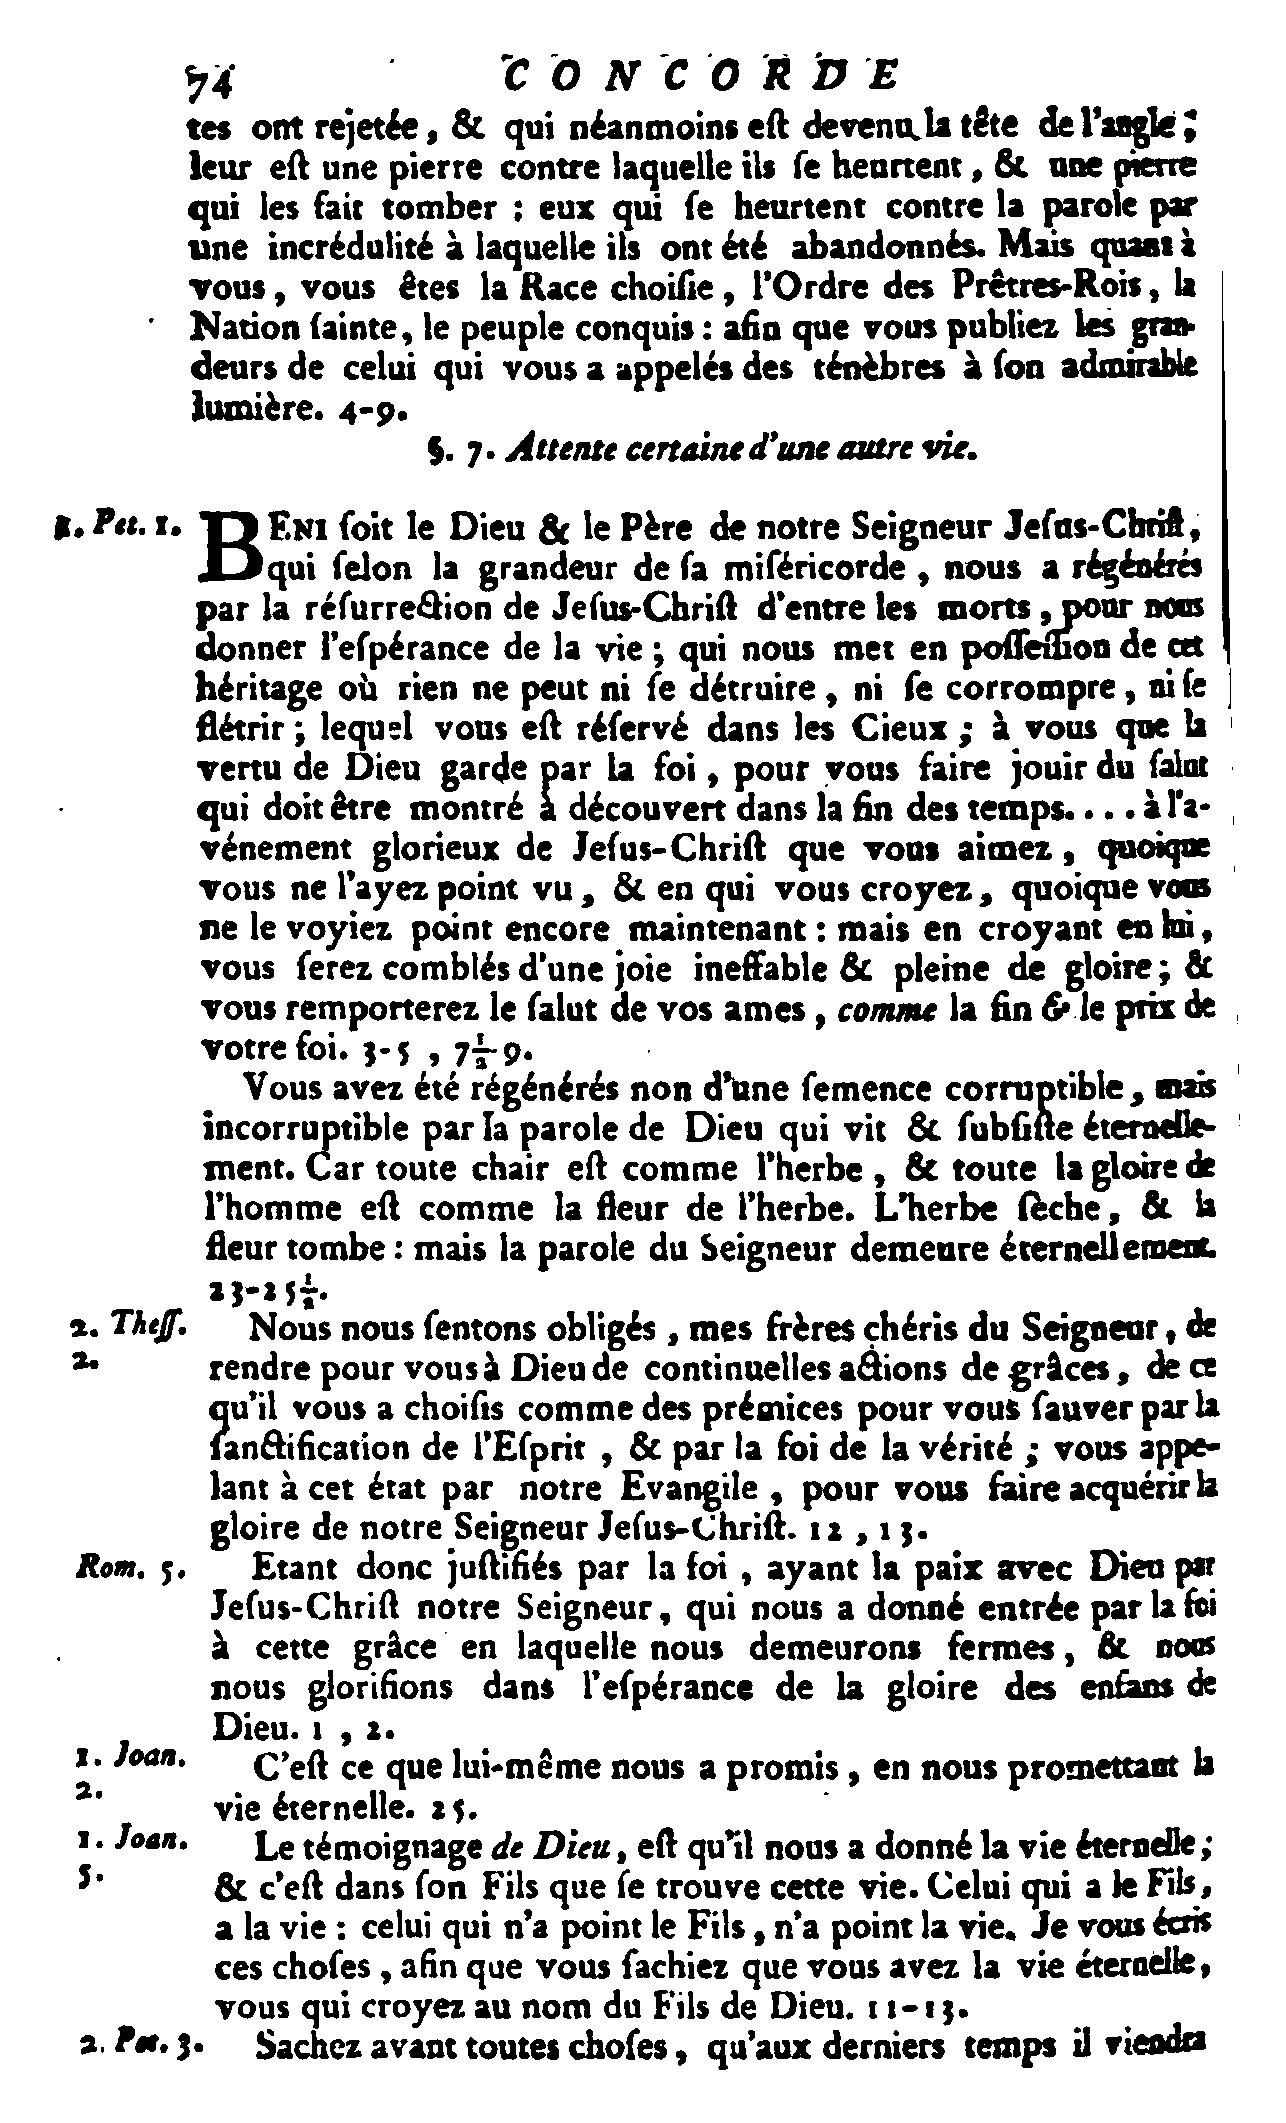 74 CONCORDE
tes ont rejetée, & qui néanmoins eſt devenu la tête de l'angle;
leur eſt une pierre contre laquelle ils ſe heurtent, & une pierre
qui les fait tomber : eux qui ſe heurtent contre la parole par
une incrédulité à laquelle ils ont été abandonnés. Mais quant à
vous, vous êtes la Race choiſie, l'Ordre des Prêtres-Rois, la
Nation ſainte, le peuple conquis : afin que vous publiez les gran-
deurs de celui qui vous a appelés des ténèbres à ſon admirable
lumière. 4-9.
§. 7. Attente certaine d'une autre vie.
1. Pet. 1. BENI ſoit le Dieu & le Père de notre Seigneur Jeſus-Chriſt,
qui ſelon la grandeur de ſa miſéricorde, nous a régénérés
par la réſurrection de Jeſus-Chriſt d'entre les morts, pour nous
donner l'eſpérance de la vie ; qui nous met en poſſeſſion de cet
héritage où rien ne peut ni ſe détruire, ni ſe corrompre, ni ſe
flétrir ; lequel vous eſt réſervé dans les Cieux ; à vous que la
vertu de Dieu garde par la foi, pour vous faire jouir du ſalut
qui doit être montré à découvert dans la fin des temps.... à l'a-
vénement glorieux de Jeſus-Chriſt que vous aimez, quoique
vous ne l'ayez point vu, & en qui vous croyez, quoique vous
ne le voyiez point encore maintenant : mais en croyant en lui,
vous ſerez comblés d'une joie ineffable & pleine de gloire; &
vous remporterez le ſalut de vos ames, comme la fin & le prix de
votre foi. 3-5, 7½-9.
Vous avez été régénérés non d'une ſemence corruptible, mais
incorruptible par la parole de Dieu qui vit & ſubſiſte éternelle-
ment. Car toute chair eſt comme l'herbe, & toute la gloire de
l'homme eſt comme la fleur de l'herbe. L'herbe ſèche, & la
fleur tombe : mais la parole du Seigneur demeure éternellement.
23-25½.
2. Theſſ. 2. Nous nous ſentons obligés, mes frères chéris du Seigneur, de
rendre pour vous à Dieu de continuelles actions de grâces, de ce
qu'il vous a choiſis comme des prémices pour vous ſauver par la
ſanctification de l'Eſprit, & par la foi de la vérité ; vous appe-
lant à cet état par notre Evangile, pour vous faire acquérir la
gloire de notre Seigneur Jeſus-Chriſt. 12, 13.
Rom. 5. Etant donc juſtifiés par la foi, ayant la paix avec Dieu par
Jeſus-Chriſt notre Seigneur, qui nous a donné entrée par la foi
à cette grâce en laquelle nous demeurons fermes, & nous
nous glorifions dans l'eſpérance de la gloire des enfans de
Dieu. 1, 2.
1. Joan. 2. C'eſt ce que lui-même nous a promis, en nous promettant la
vie éternelle. 25.
1. Joan. 5. Le témoignage de Dieu, eſt qu'il nous a donné la vie éternelle;
& c'eſt dans ſon Fils que ſe trouve cette vie. Celui qui a le Fils,
a la vie : celui qui n'a point le Fils, n'a point la vie. Je vous écris
ces choſes, afin que vous ſachiez que vous avez la vie éternelle,
vous qui croyez au nom du Fils de Dieu. 11-13.
2. Pet. 3. Sachez avant toutes choſes, qu'aux derniers temps il viendra